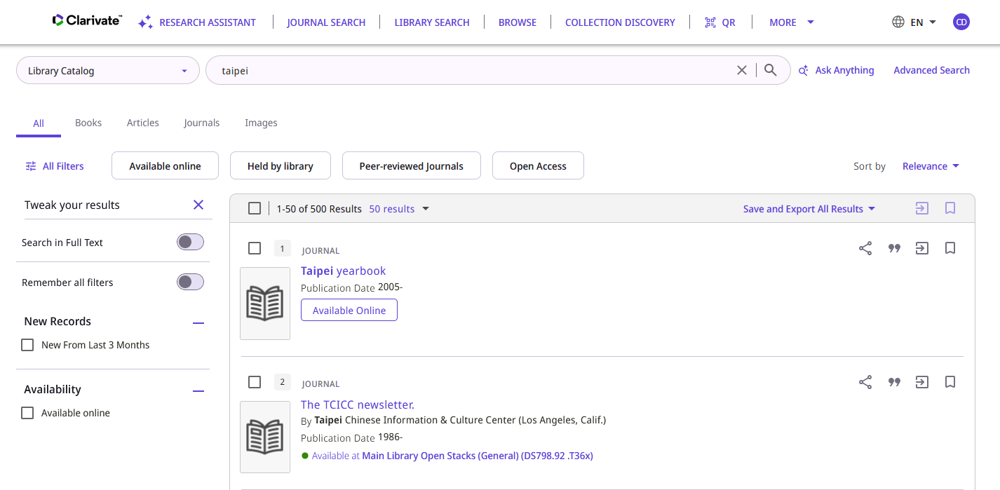 Clarivate™ RESEARCH ASSISTANT JOURNAL SEARCH LIBRARY SEARCH BROWSE COLLECTION DISCOVERY QR MORE EN CD
Library Catalog taipei Ask Anything Advanced Search
All Books Articles Journals Images
All Filters Available online Held by library Peer-reviewed Journals Open Access Sort by Relevance
Tweak your results
Search in Full Text
Remember all filters
New Records
New From Last 3 Months
Availability
Available online
1-50 of 500 Results 50 results Save and Export All Results
1 JOURNAL
Taipei yearbook
Publication Date 2005-
Available Online
2 JOURNAL
The TCICC newsletter.
By Taipei Chinese Information & Culture Center (Los Angeles, Calif.)
Publication Date 1986-
Available at Main Library Open Stacks (General) (DS798.92 .T36x)